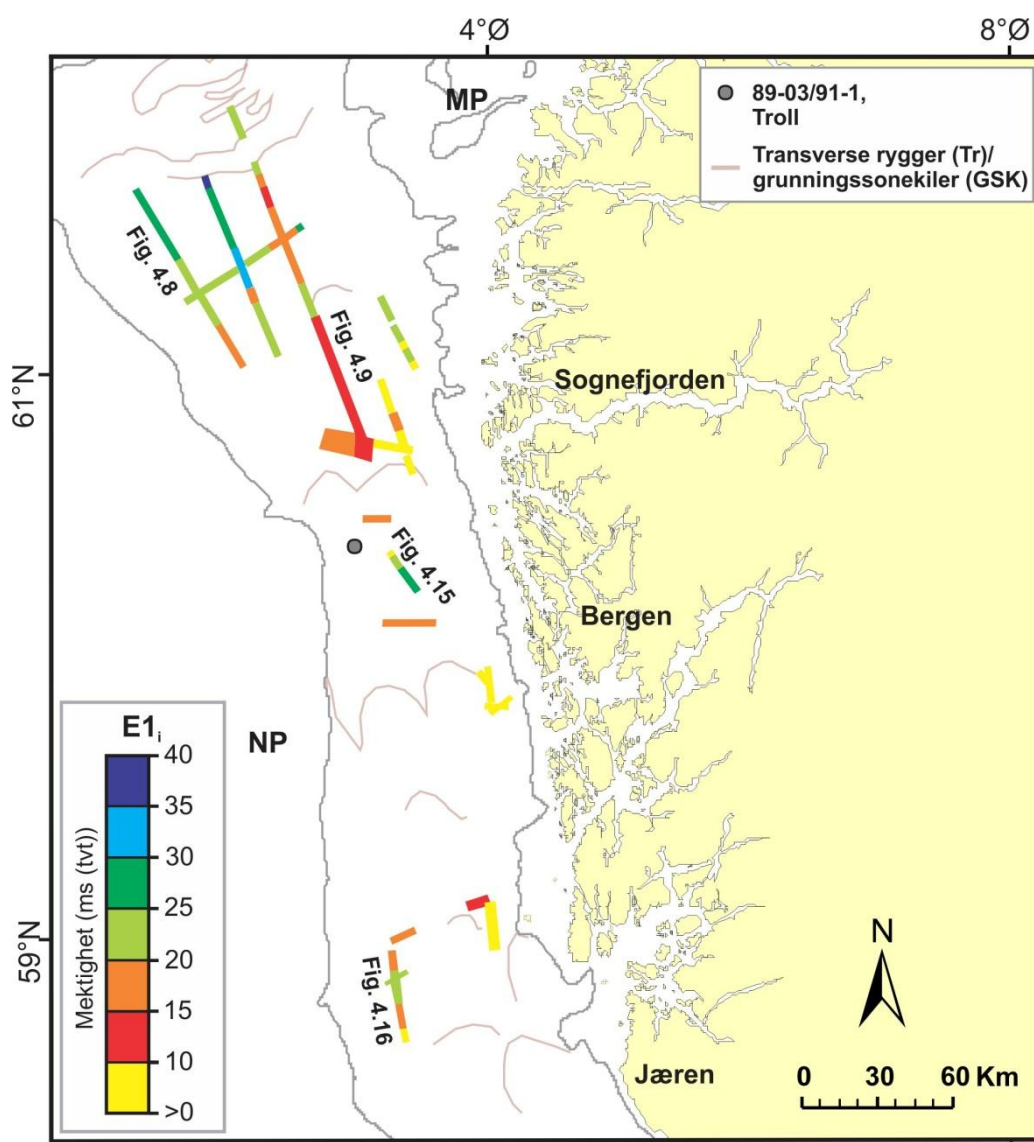 4°Ø
8°Ø
MP
89-03/91-1,
Troll
Transverse rygger (Tr)/
grunningssonekiler (GSK)
Fig. 4.8
Fig. 4.9
61°N
Sognefjorden
Fig. 4.15
Bergen
NP
E1i
Mektighet (ms (tvt))
40
35
30
25
20
15
10
>0
59°N
Fig. 4.16
N
Jæren
0 30 60 Km